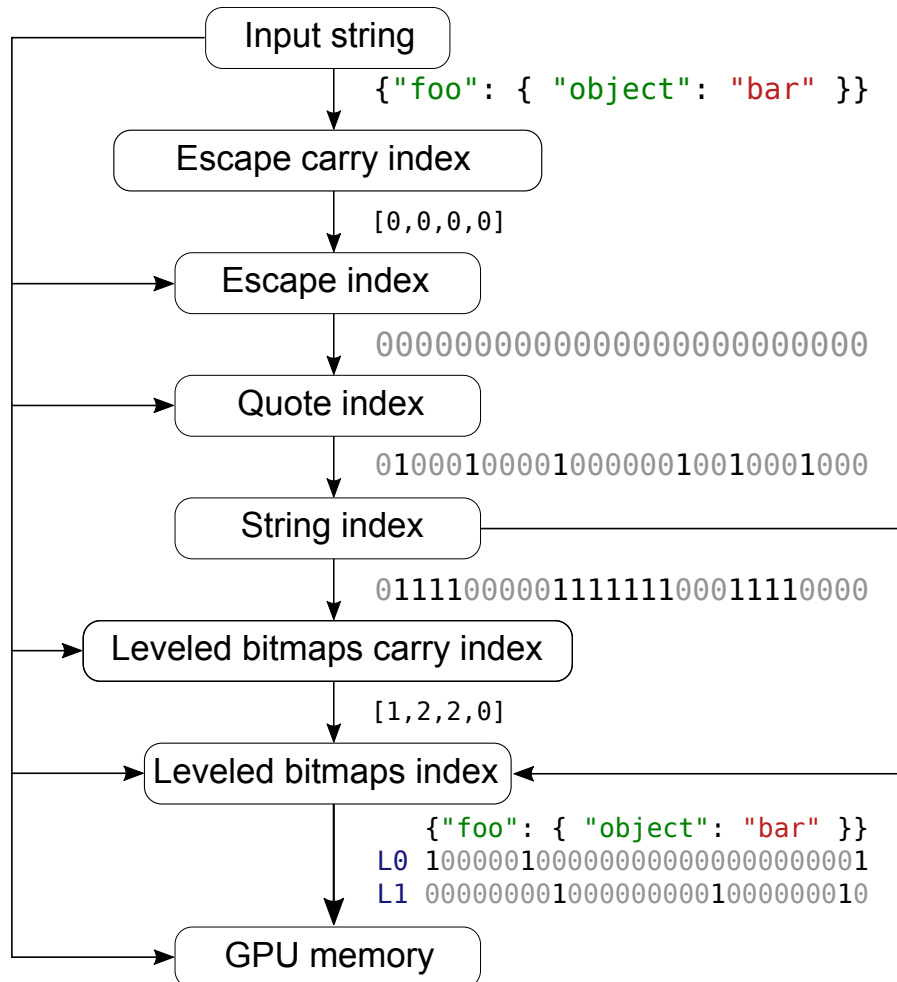 Input string
{"foo": { "object": "bar" }}
Escape carry index
[0,0,0,0]
Escape index
0000000000000000000000000
Quote index
0100010000100000010010001000
String index
0111100000111111100011110000
Leveled bitmaps carry index
[1,2,2,0]
Leveled bitmaps index
{"foo": { "object": "bar" }}
L0 1000001000000000000000000001
L1 0000000010000000001000000010
GPU memory